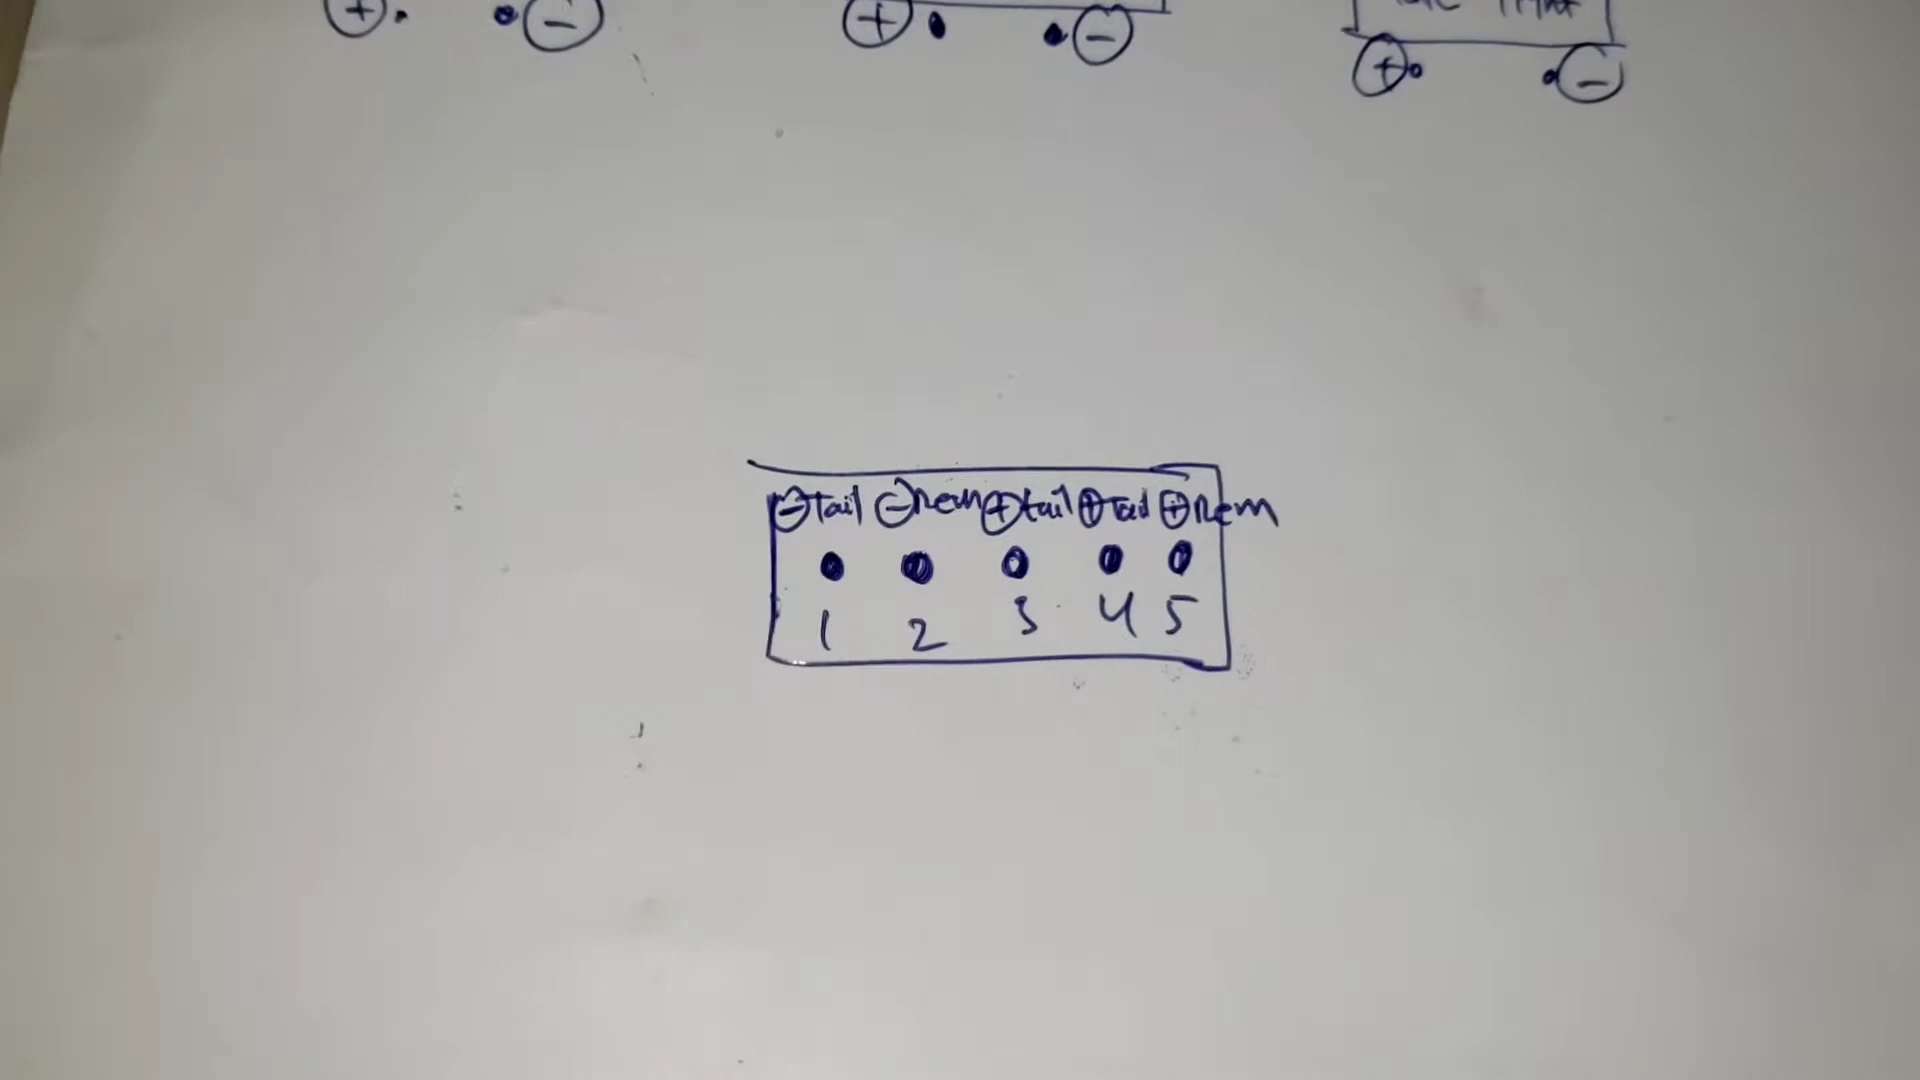 + - + - + -
⊖Tail ⊖Rem ⊕tail ⊕Tail ⊕Rem
1 2 3 4 5